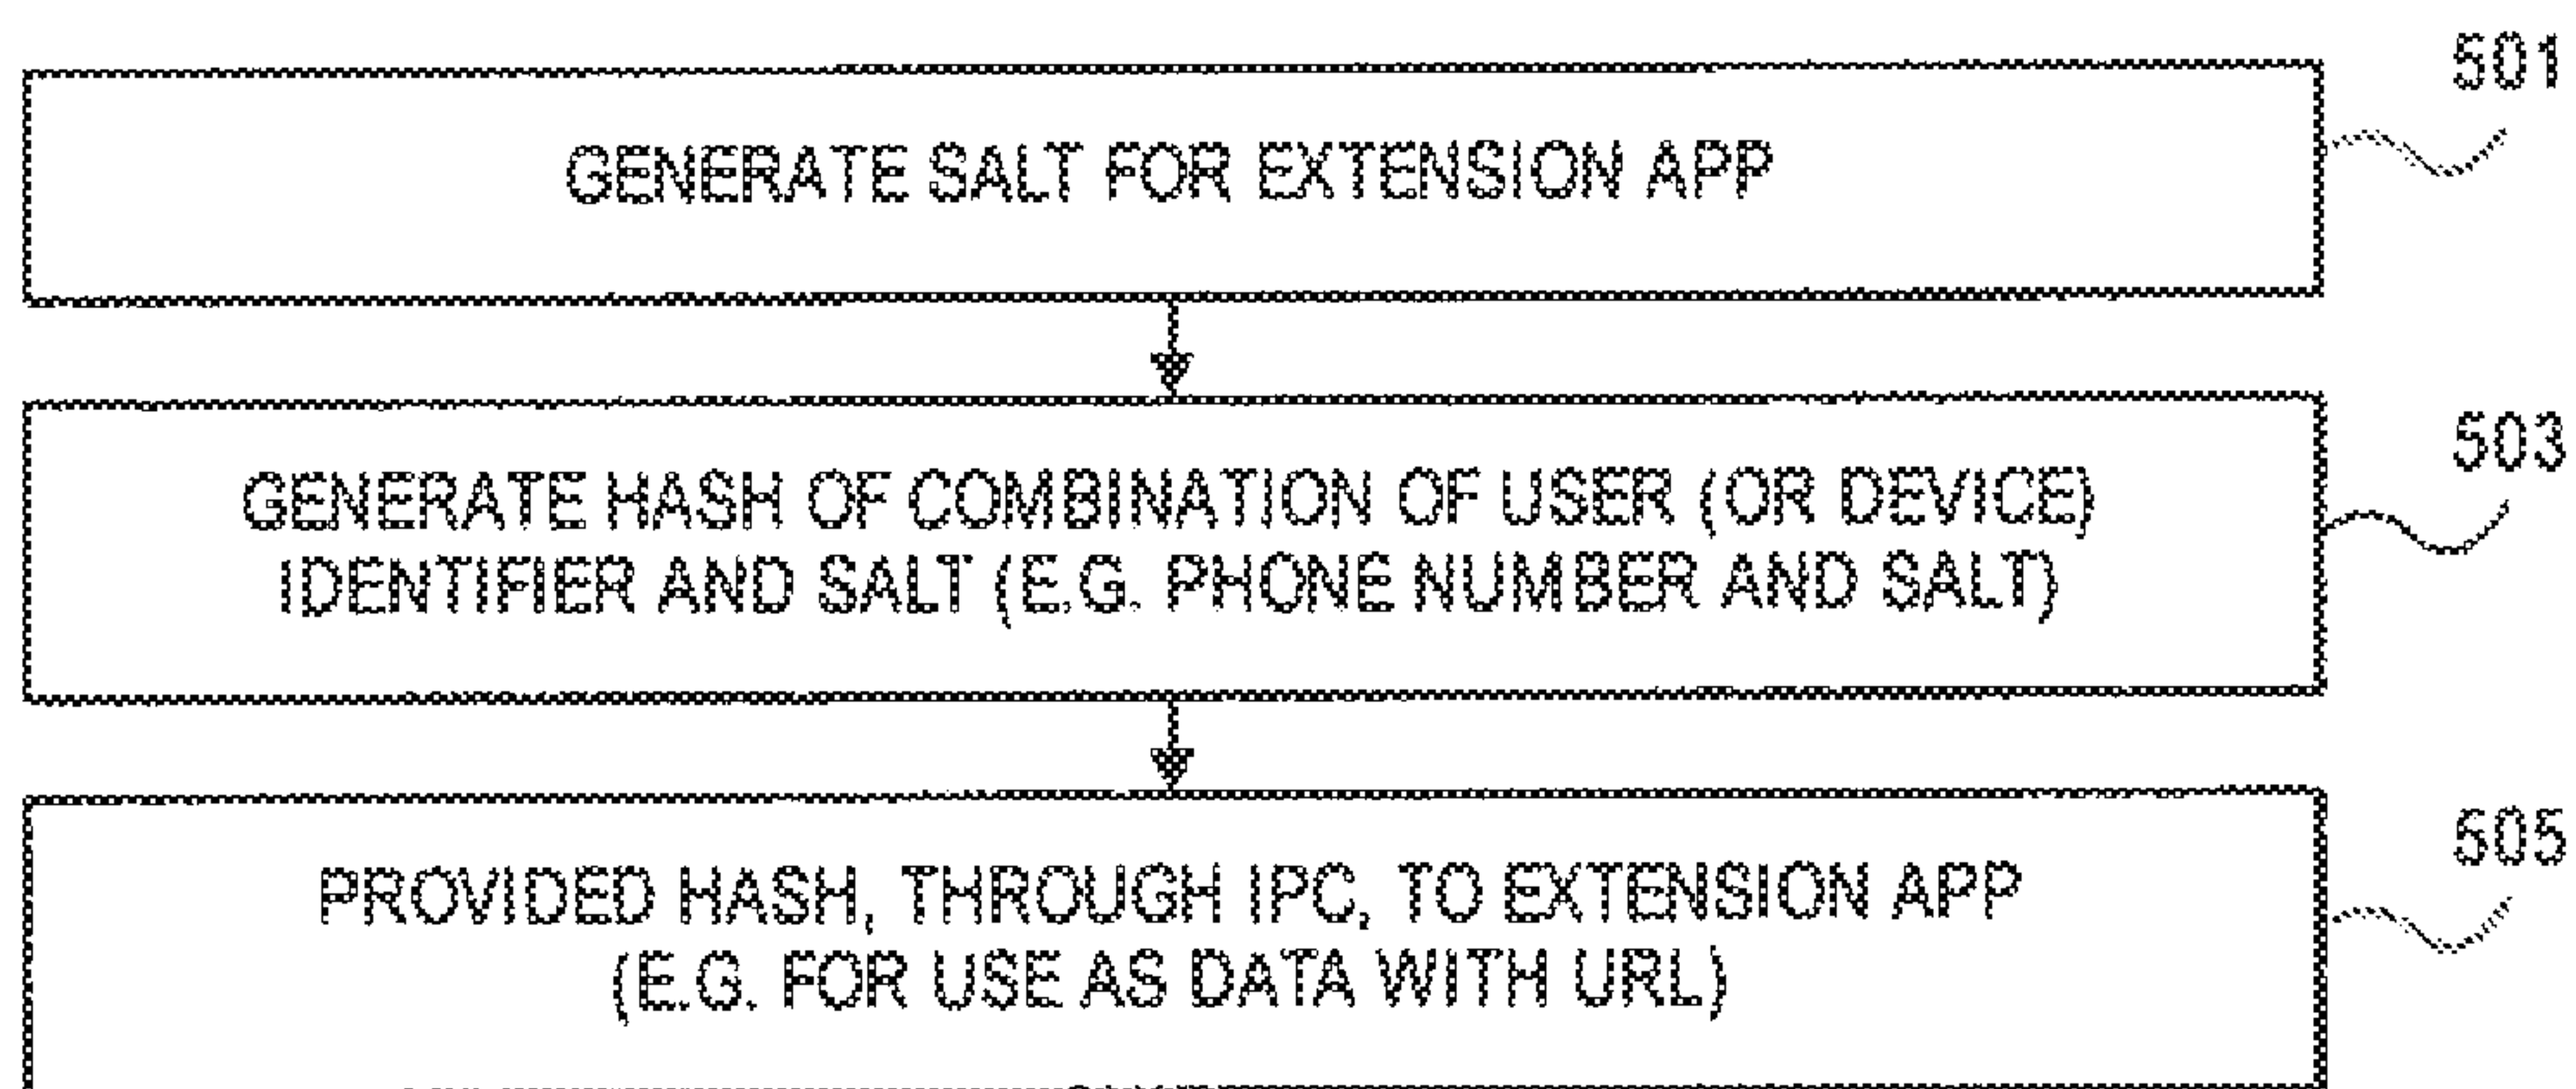 501
GENERATE SALT FOR EXTENSION APP
503
GENERATE HASH OF COMBINATION OF USER (OR DEVICE)
IDENTIFIER AND SALT (E.G. PHONE NUMBER AND SALT)
505
PROVIDED HASH, THROUGH IPC, TO EXTENSION APP
(E.G. FOR USE AS DATA WITH URL)